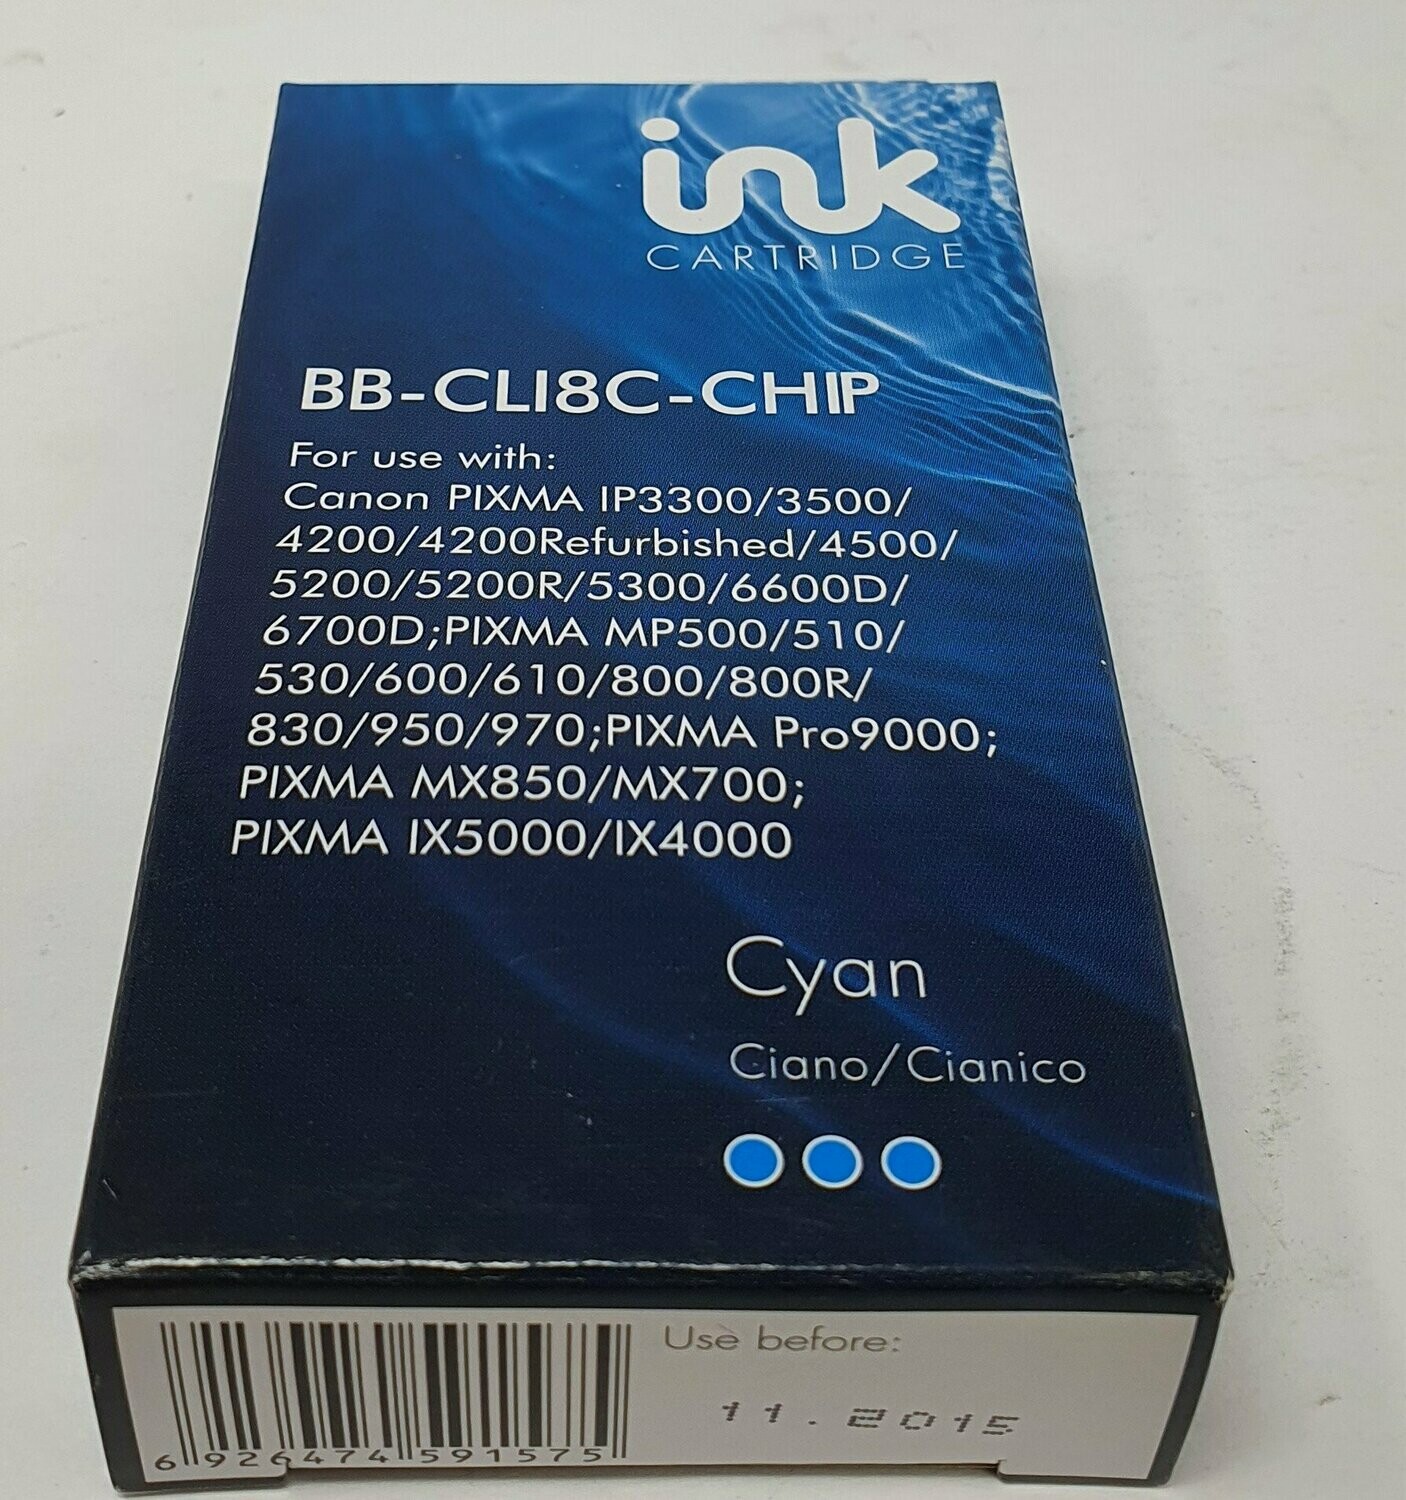 ink
CARTRIDGE
BB-CLI8C-CHIP
For use with:
Canon PIXMA IP3300/3500/
4200/4200Refurbished/4500/
5200/5200R/5300/6600D/
6700D;PIXMA MP500/510/
530/600/610/800/800R/
830/950/970;PIXMA Pro9000;
PIXMA MX850/MX700;
PIXMA IX5000/IX4000
Cyan
Ciano/Cianico
Use before:
11.2015
6 926474 591575